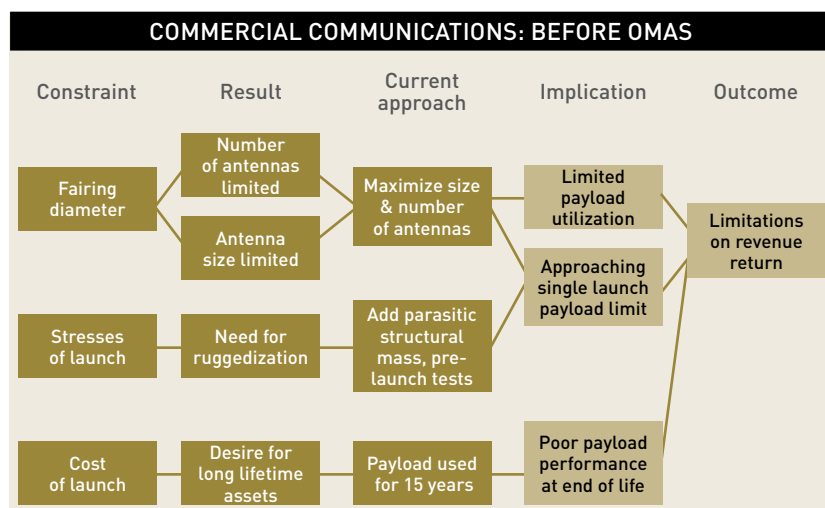 COMMERCIAL COMMUNICATIONS: BEFORE OMAS
Constraint
Result
Current
approach
Implication
Outcome
Fairing
diameter
Number
of antennas
limited
Antenna
size limited
Maximize size
& number
of antennas
Limited
payload
utilization
Approaching
single launch
payload limit
Limitations
on revenue
return
Stresses
of launch
Need for
ruggedization
Add parasitic
structural
mass, pre-
launch tests
Cost
of launch
Desire for
long lifetime
assets
Payload used
for 15 years
Poor payload
performance
at end of life